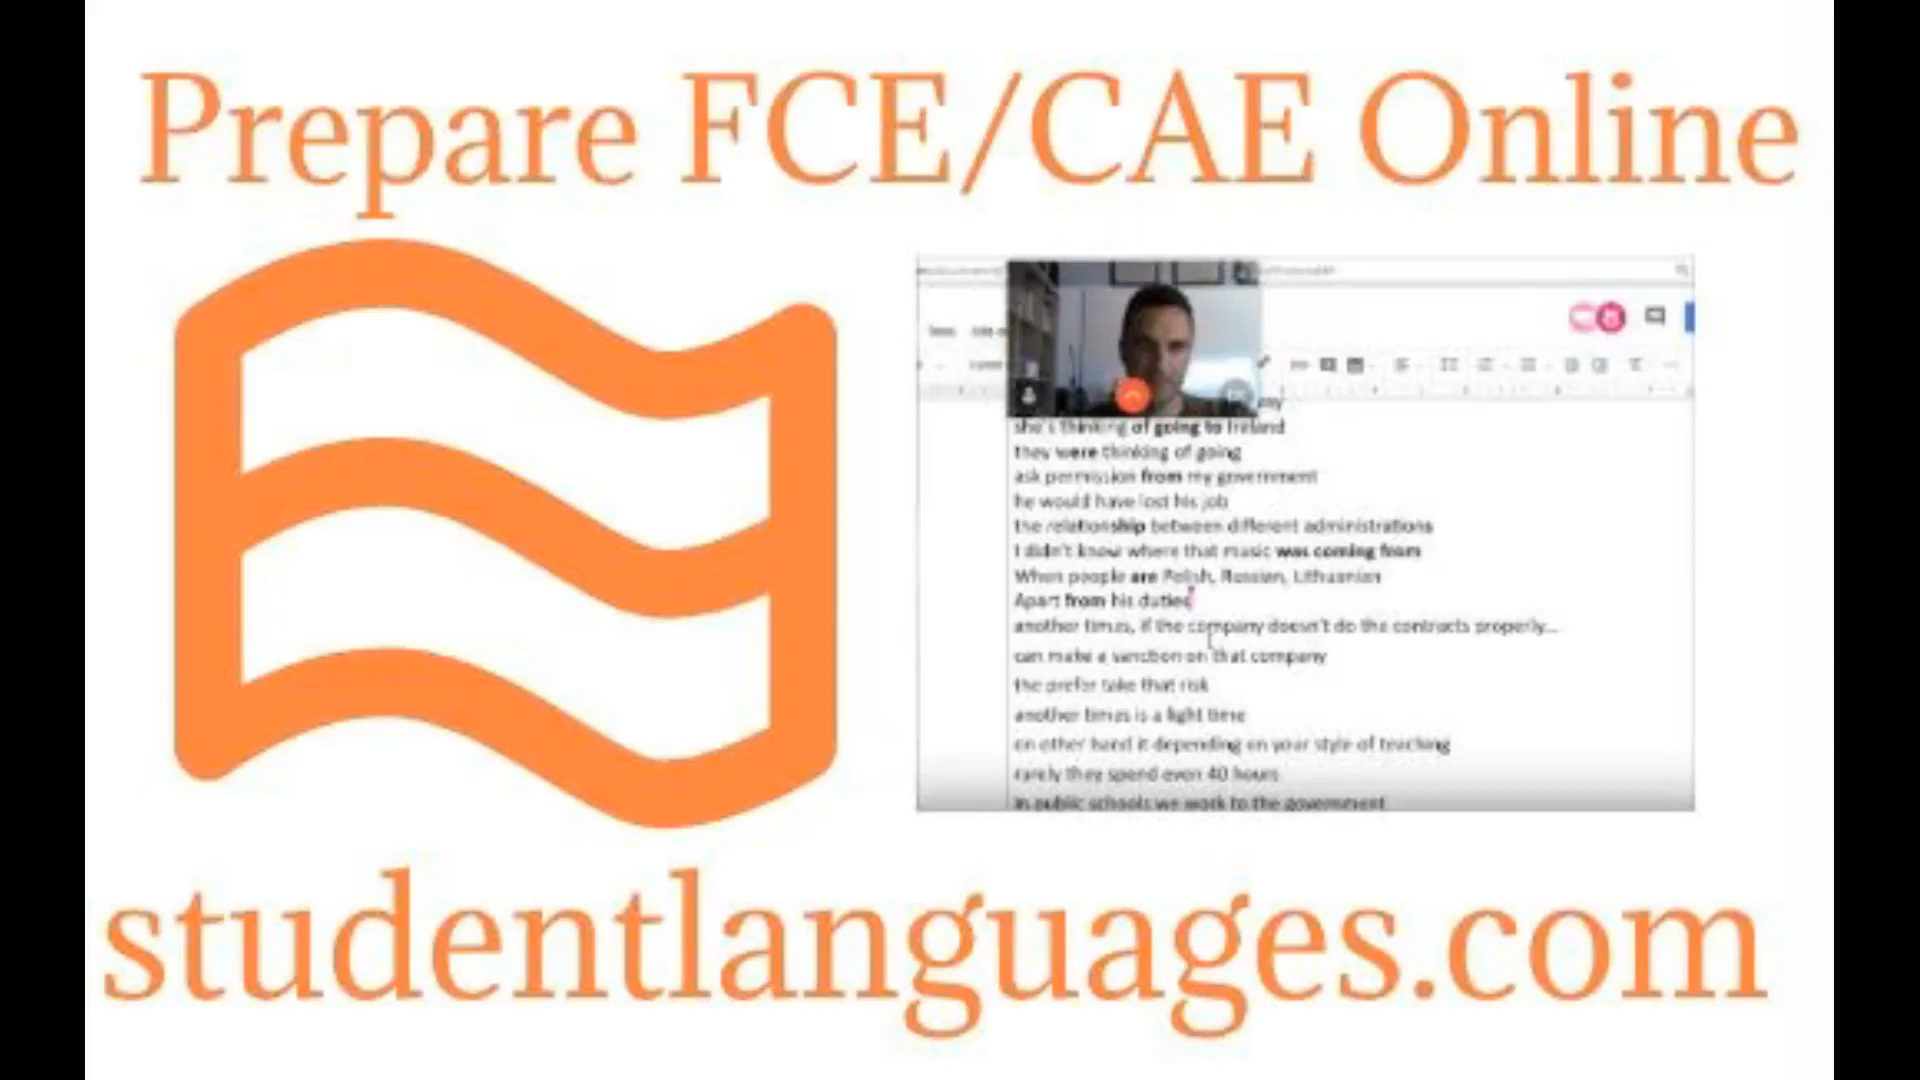 Prepare FCE/CAE Online
she's thinking of going to Ireland
they were thinking of going
ask permission from my government
he would have lost his job
the relationship between different administrations
I didn't know where that music was coming from
When people are Polish, Russian, Lithuanian
Apart from his duties
another times, if the company doesn't do the contracts properly...
can make a sanction on that company
the prefer take that risk
another times is a light time
on other hand it depending on your style of teaching
rarely they spend even 40 hours
in public schools we work to the government
studentlanguages.com